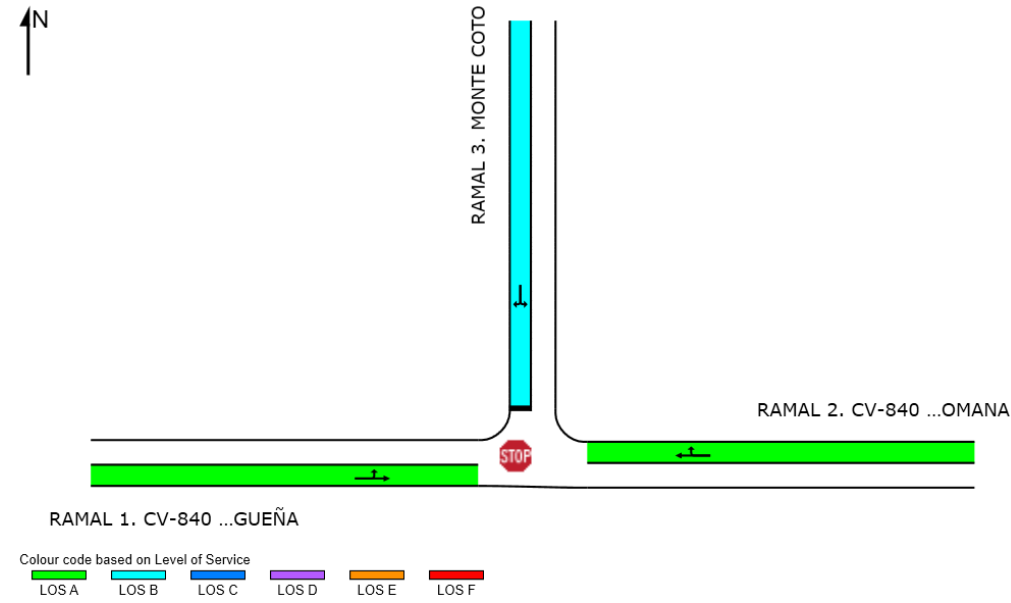 N
RAMAL 3. MONTE COTO
RAMAL 2. CV-840 ...OMANA
STOP
RAMAL 1. CV-840 ...GUEÑA
Colour code based on Level of Service
LOS A LOS B LOS C LOS D LOS E LOS F